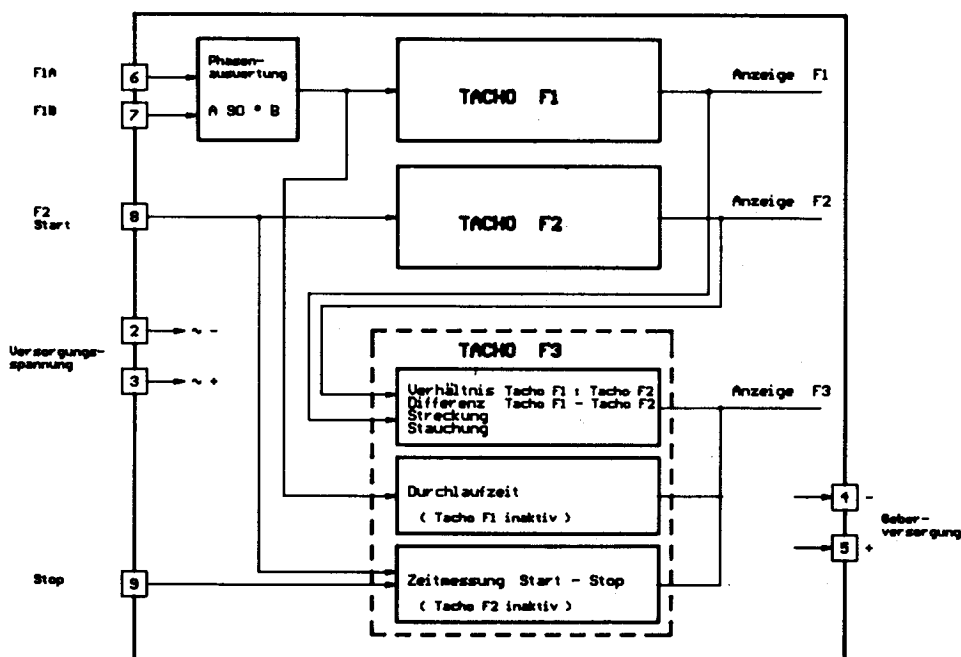 F1A
6
Phasen-
auswertung
A 90 ° B
F1B
7
TACHO F1
Anzeige F1
F2
Start
8
TACHO F2
Anzeige F2
Versorgungs-
spannung
2
~ -
3
~ +
TACHO F3
Verhältnis Tacho F1 : Tacho F2
Differenz Tacho F1 - Tacho F2
Streckung
Stauchung
Anzeige F3
Durchlaufzeit
( Tacho F1 inaktiv )
4
-
Geber-
versorgung
5
+
Stop
9
Zeitmessung Start - Stop
( Tacho F2 inaktiv )